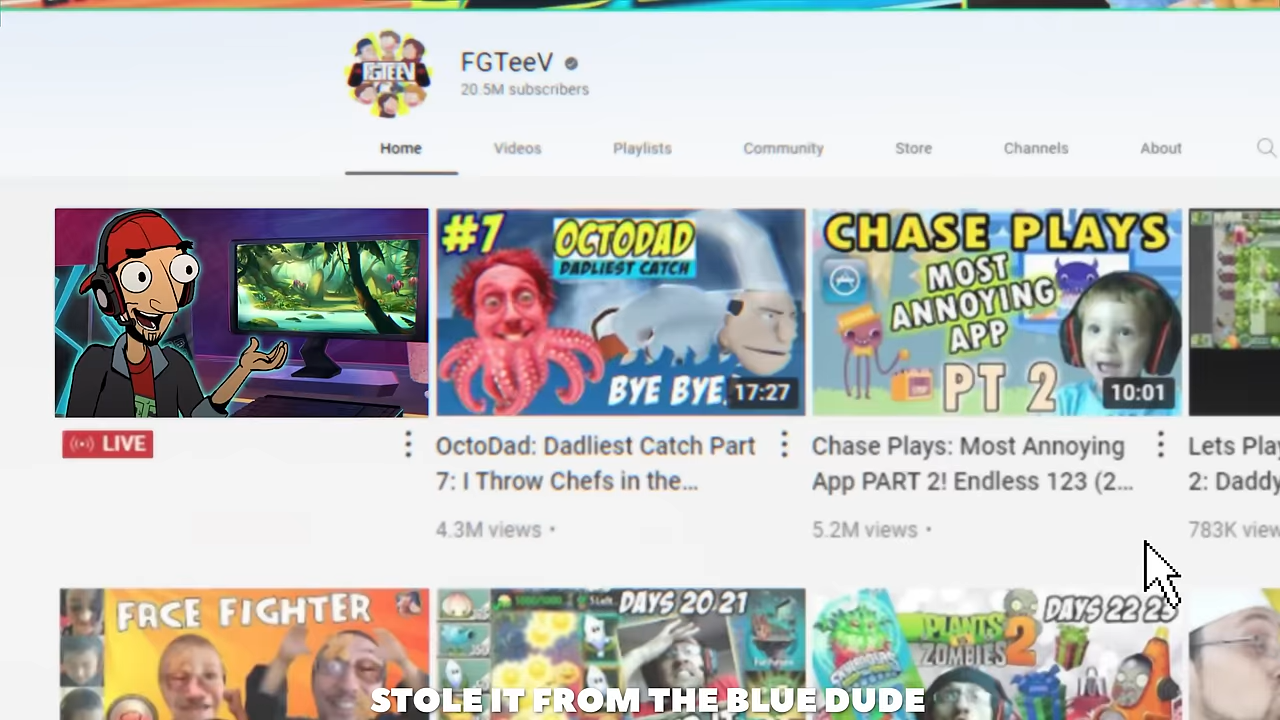 FGTEEV
FGTeeV
20.5M subscribers
Home
Videos
Playlists
Community
Store
Channels
About
#7
OCTODAD
DADLIEST CATCH
BYE BYE
17:27
CHASE PLAYS
MOST
ANNOYING
APP
PT 2
10:01
LIVE
OctoDad: Dadliest Catch Part
7: I Throw Chefs in the...
4.3M views •
Chase Plays: Most Annoying
App PART 2! Endless 123 (2...
5.2M views •
Lets Play
2: Daddy
783K view
FACE FIGHTER
DAYS 20 21
PLANTS
ZOMBIES 2
DAYS 22 23
STOLE IT FROM THE BLUE DUDE